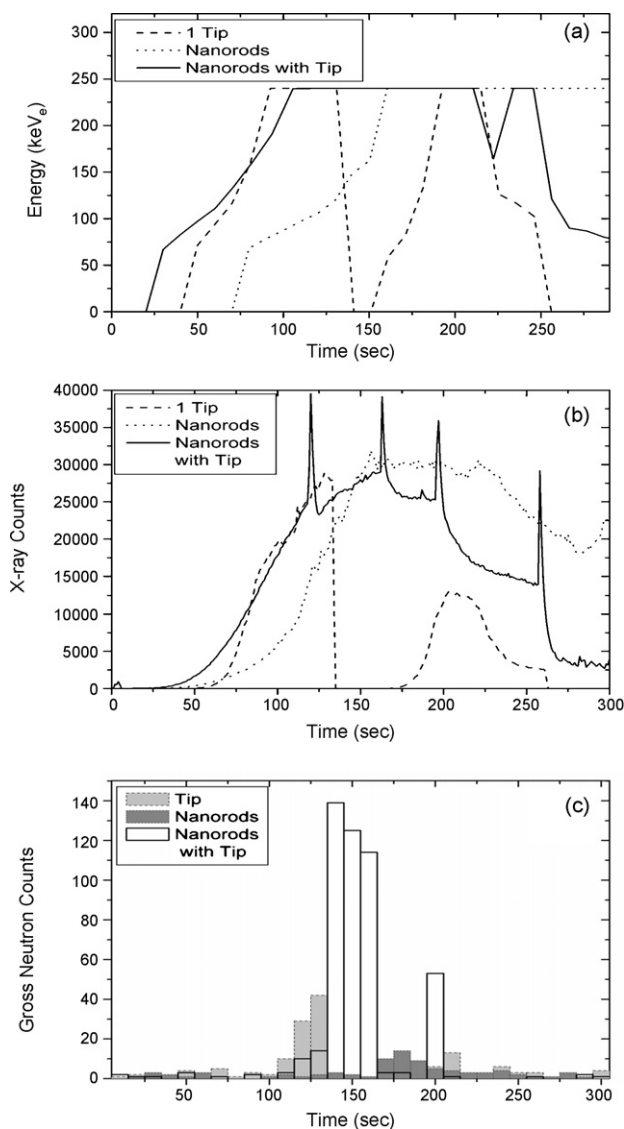 (a)
1 Tip
Nanorods
Nanorods with Tip
300
250
200
150
100
50
0
Energy (keVe)
0 50 100 150 200 250
Time (sec)
(b)
1 Tip
Nanorods
Nanorods
with Tip
40000
35000
30000
25000
20000
15000
10000
5000
0
X-ray Counts
0 50 100 150 200 250 300
Time (sec)
(c)
Tip
Nanorods
Nanorods
with Tip
140
120
100
80
60
40
20
0
Gross Neutron Counts
50 100 150 200 250 300
Time (sec)